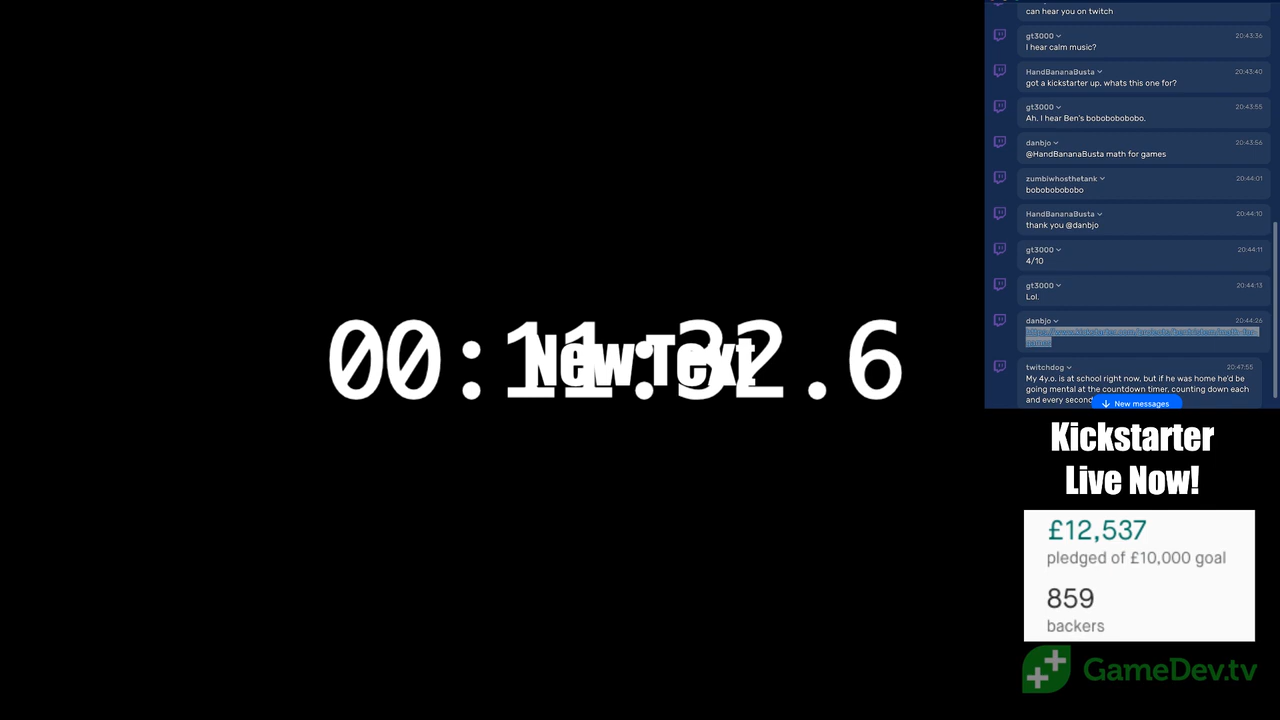 can hear you on twitch
gt3000 20:43:36
I hear calm music?
HandBananaBusta 20:43:40
got a kickstarter up, whats this one for?
gt3000 20:43:55
Ah. I hear Ben's bobobobobobo.
danbjo 20:43:56
@HandBananaBusta math for games
zumbiwhosthetank 20:44:01
bobobobobobo
HandBananaBusta 20:44:10
thank you @danbjo
gt3000 20:44:11
4/10
gt3000 20:44:13
Lol.
danbjo 20:44:26
twitchdog 20:47:55
My 4y.o. is at school right now, but if he was home he'd be
going mental at the countdown timer, counting down each
and every second
New messages
00:11:32.6
New Text
Kickstarter
Live Now!
£12,537
pledged of £10,000 goal
859
backers
GameDev.tv